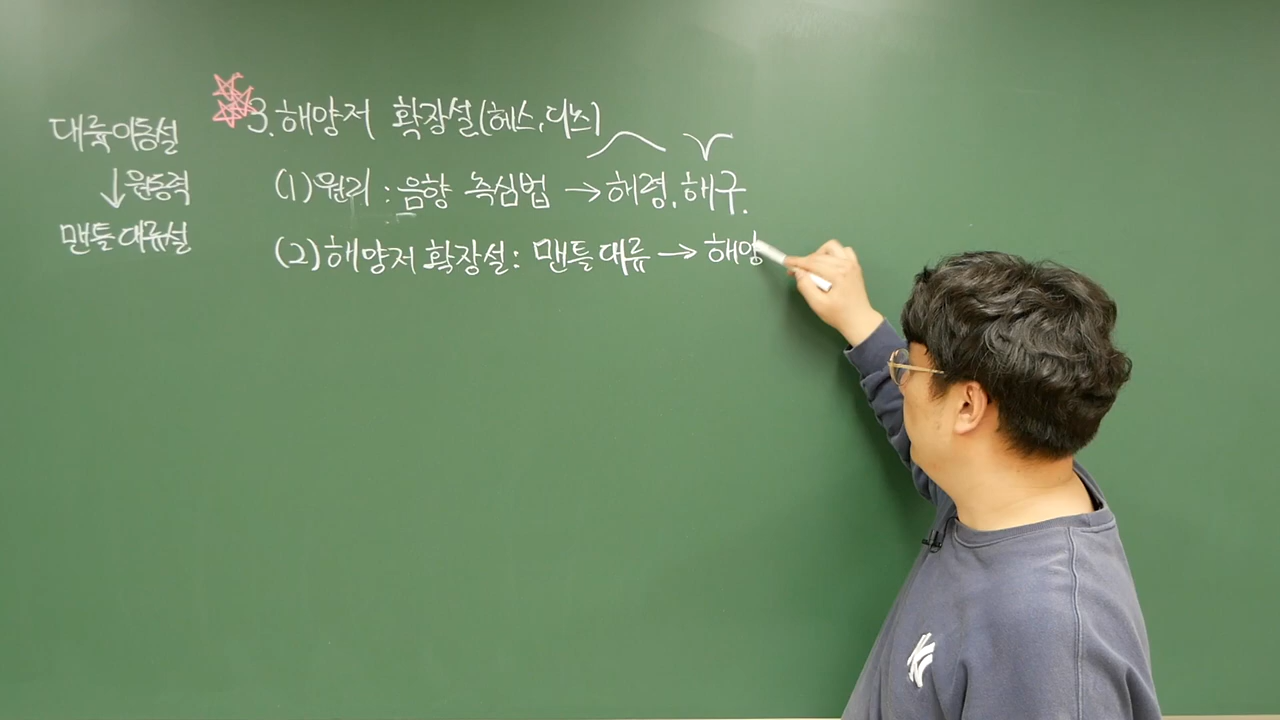 대륙이동설
↓원동력
맨틀대류설
3. 해양저 확장설(헤스, 디츠)
(1) 원리 : 음향 측심법 → 해령, 해구.
(2) 해양저 확장설 : 맨틀 대류 → 해양